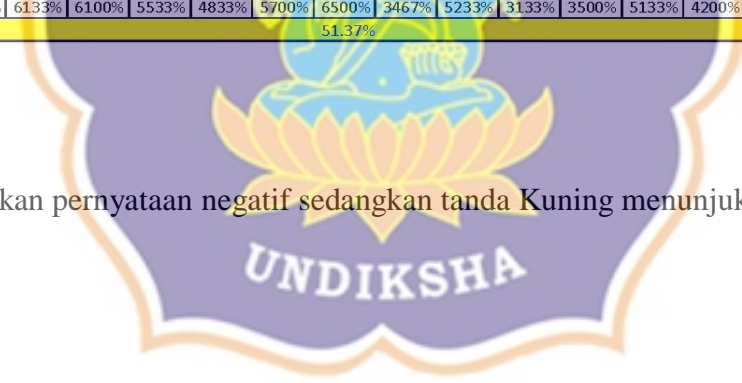 6133% 6100% 5533% 4833% 5700% 6500% 3467% 5233% 3133% 3500% 5133% 4200%
51.37%
kan pernyataan negatif sedangkan tanda Kuning menunjuk
UNDIKSHA